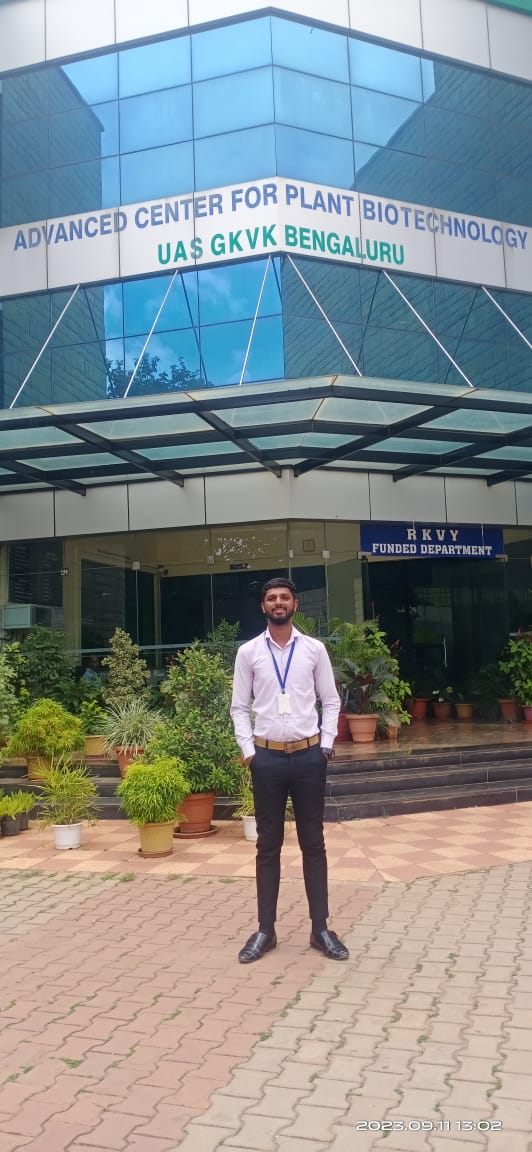 ADVANCED CENTER FOR PLANT BIOTECHNOLOGY
UAS GKVK BENGALURU
RKVY
FUNDED DEPARTMENT
2023.09.11 13:02